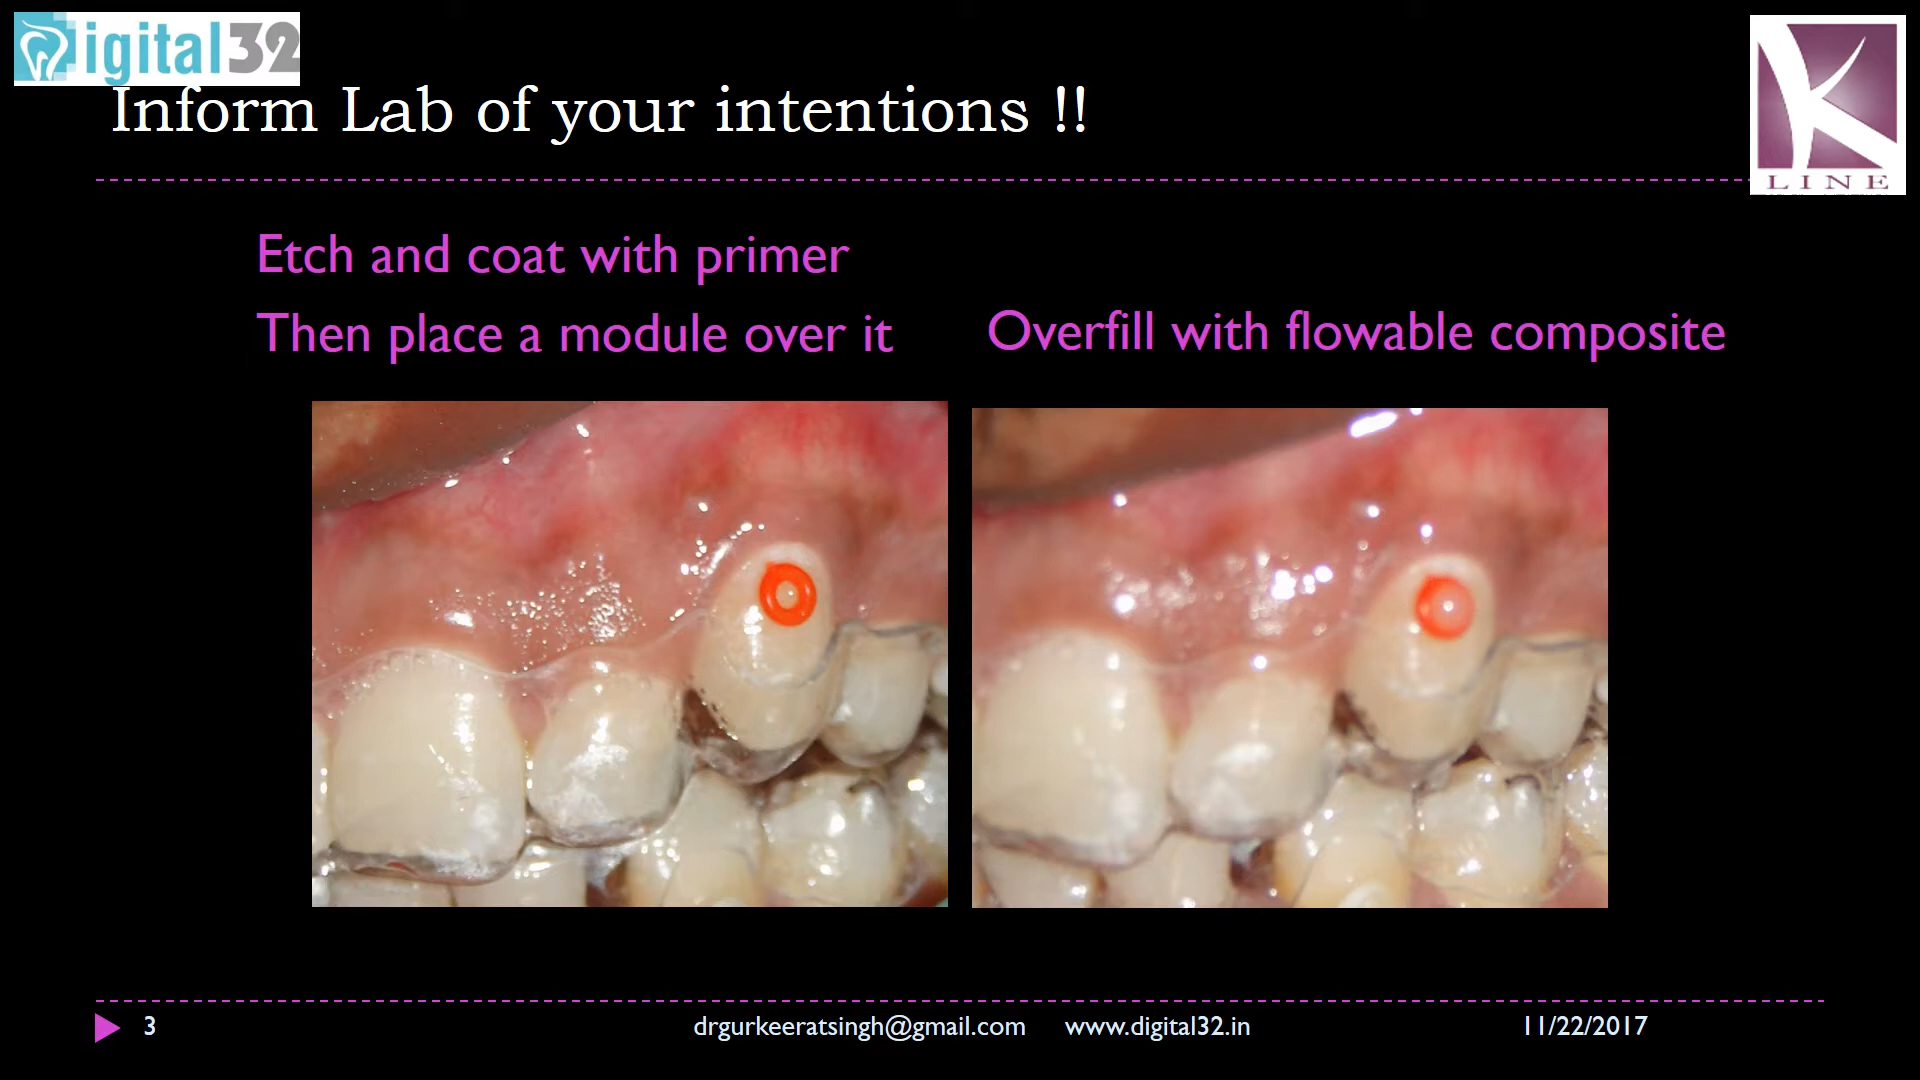 Digital32
Inform Lab of your intentions !!
K LINE
Etch and coat with primer
Then place a module over it
Overfill with flowable composite
3
drgurkeeratsingh@gmail.com www.digital32.in
11/22/2017